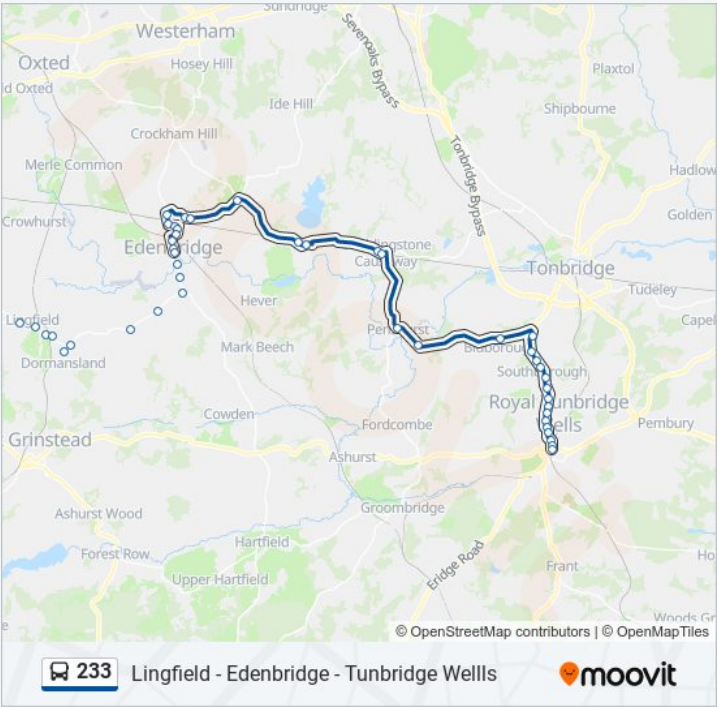 Sundridge
Westerham
Oxted
Hosey Hill
ld Oxted
Sevenoaks Bypass
Plaxtol
Ide Hill
Shipbourne
Crockham Hill
Tonbridge Bypass
Merle Common
Hadlow
Crowhurst
Golden
Edenbridge
Causeway
Tonbridge
Hever
Tudeley
Lingfield
Capel
Penshurst
Mark Beech
Dormansland
Southborough
Royal Tunbridge
Wells
Cowden
Fordcombe
Pembury
Grinstead
Ashurst
Groombridge
Ashurst Wood
Hartfield
Forest Row
Eridge Road
Frant
Ho
Upper Hartfield
e
Woods G
© OpenStreetMap contributors | © OpenMapTiles
233 Lingfield - Edenbridge - Tunbridge Wellls
moovit